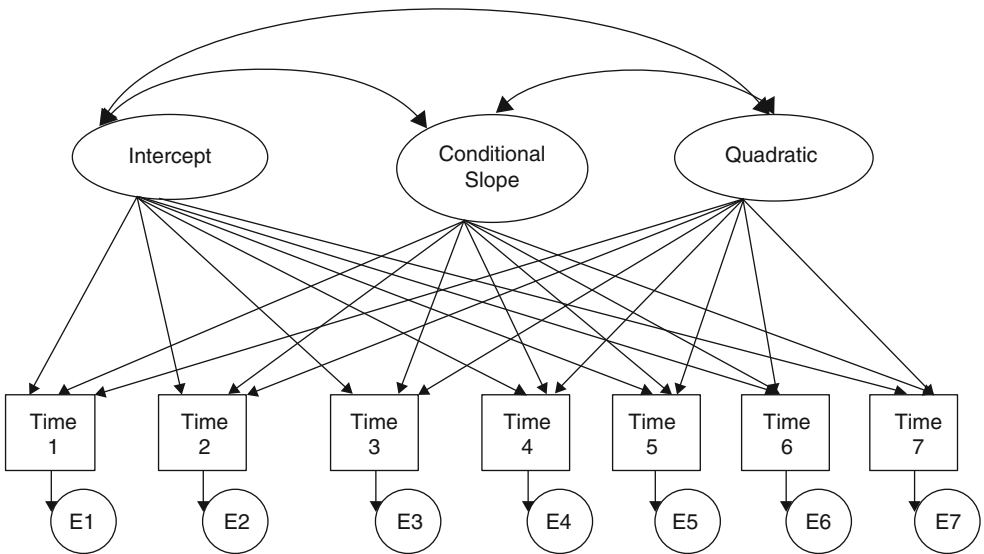 Intercept
Conditional
Slope
Quadratic
Time
1
Time
2
Time
3
Time
4
Time
5
Time
6
Time
7
E1
E2
E3
E4
E5
E6
E7